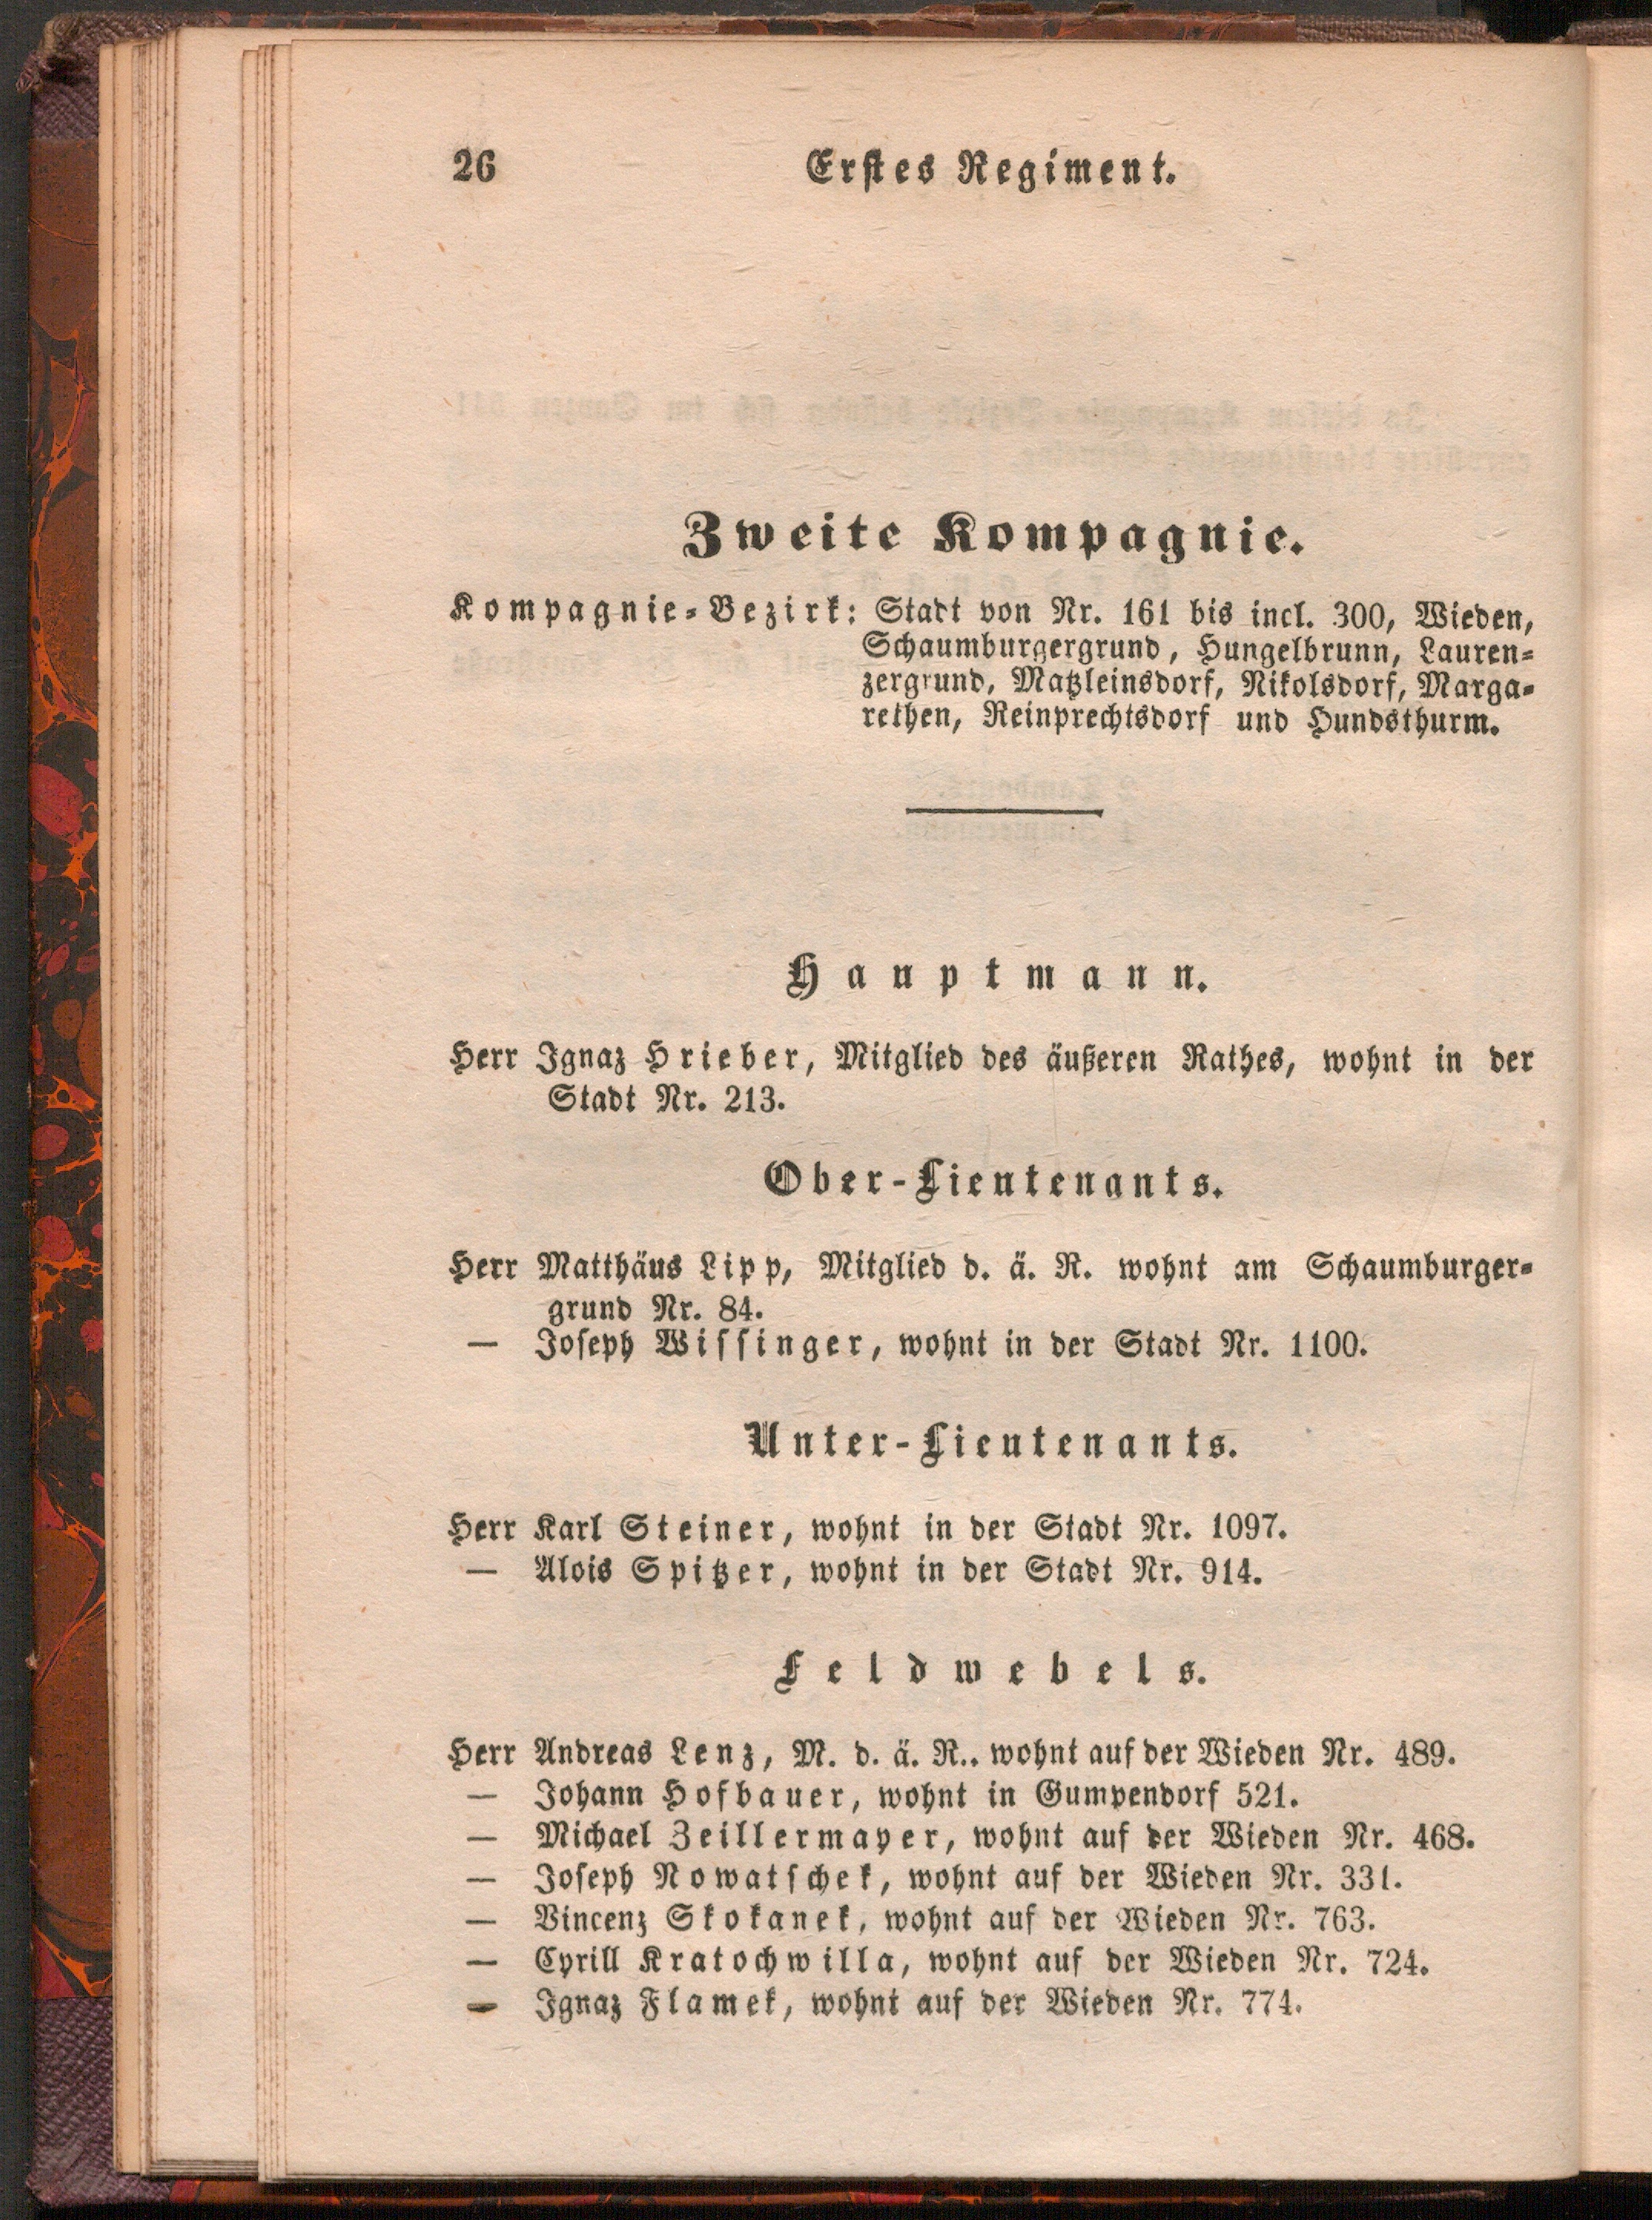 26
Erstes Regiment.
Zweite Kompagnie.
Kompagnie-Bezirk: Stadt von Nr. 161 bis incl. 300, Wieden,
Schaumburgergrund, Hungelbrunn, Lauren-
zergrund, Matzleinsdorf, Nikolsdorf, Marga-
rethen, Reinprechtsdorf und Hundsthurm.
Hauptmann.
Herr Ignaz Hrieber, Mitglied des äußeren Rathes, wohnt in der
Stadt Nr. 213.
Ober-Lieutenants.
Herr Matthäus Lipp, Mitglied d. ä. R. wohnt am Schaumburger-
grund Nr. 84.
— Joseph Wissinger, wohnt in der Stadt Nr. 1100.
Unter-Lieutenants.
Herr Karl Steiner, wohnt in der Stadt Nr. 1097.
— Alois Spitzer, wohnt in der Stadt Nr. 914.
Feldwebels.
Herr Andreas Lenz, M. d. ä. R.. wohnt auf der Wieden Nr. 489.
— Johann Hofbauer, wohnt in Gumpendorf 521.
— Michael Zeillermayer, wohnt auf der Wieden Nr. 468.
— Joseph Nowatschek, wohnt auf der Wieden Nr. 331.
— Vincenz Skokanek, wohnt auf der Wieden Nr. 763.
— Cyrill Kratochwilla, wohnt auf der Wieden Nr. 724.
— Ignaz Flamek, wohnt auf der Wieden Nr. 774.